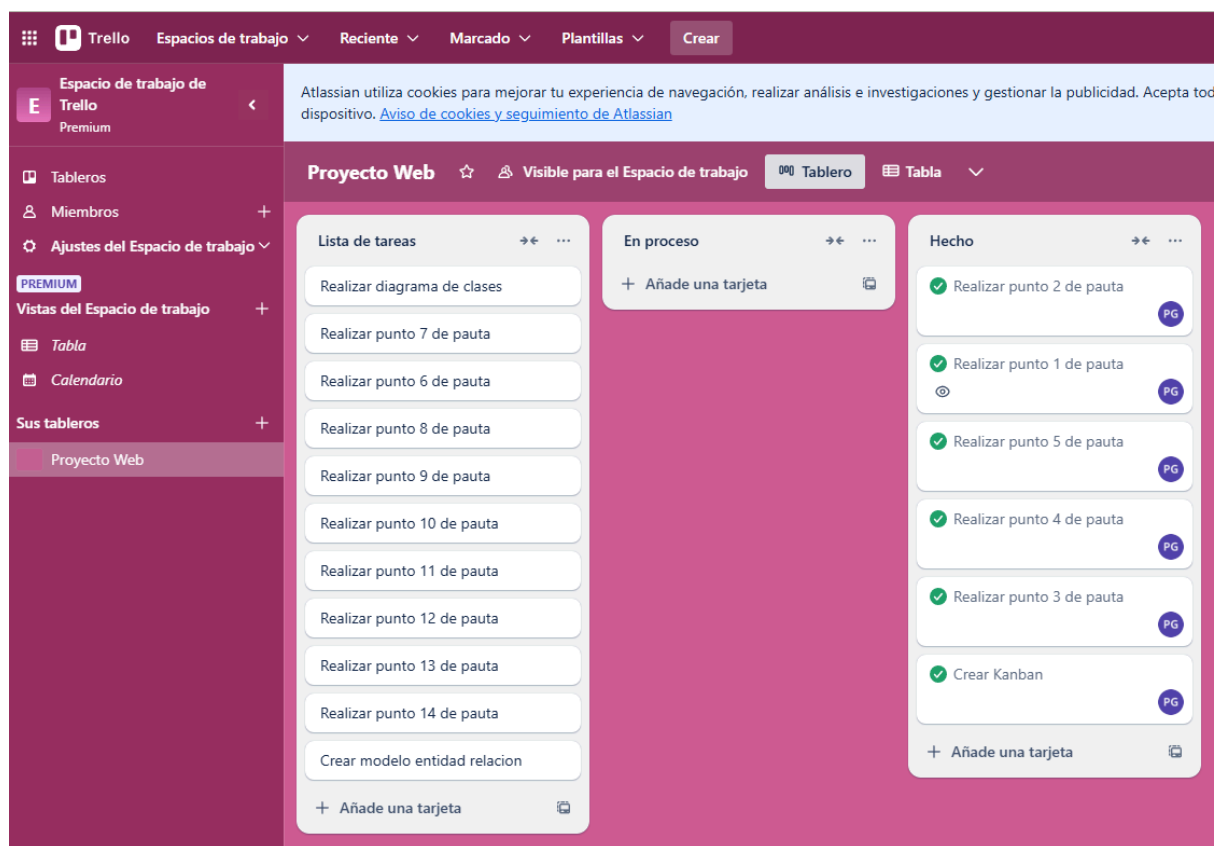 Trello Espacios de trabajo Reciente Marcado Plantillas Crear
E
Espacio de trabajo de
Trello
Premium
Tableros
Miembros
Ajustes del Espacio de trabajo
PREMIUM
Vistas del Espacio de trabajo
Tabla
Calendario
Sus tableros
Proyecto Web
Atlassian utiliza cookies para mejorar tu experiencia de navegación, realizar análisis e investigaciones y gestionar la publicidad. Acepta tod
dispositivo. Aviso de cookies y seguimiento de Atlassian
Proyecto Web Visible para el Espacio de trabajo Tablero Tabla
Lista de tareas
Realizar diagrama de clases
Realizar punto 7 de pauta
Realizar punto 6 de pauta
Realizar punto 8 de pauta
Realizar punto 9 de pauta
Realizar punto 10 de pauta
Realizar punto 11 de pauta
Realizar punto 12 de pauta
Realizar punto 13 de pauta
Realizar punto 14 de pauta
Crear modelo entidad relacion
+ Añade una tarjeta
En proceso
+ Añade una tarjeta
Hecho
Realizar punto 2 de pauta
PG
Realizar punto 1 de pauta
PG
Realizar punto 5 de pauta
PG
Realizar punto 4 de pauta
PG
Realizar punto 3 de pauta
PG
Crear Kanban
PG
+ Añade una tarjeta